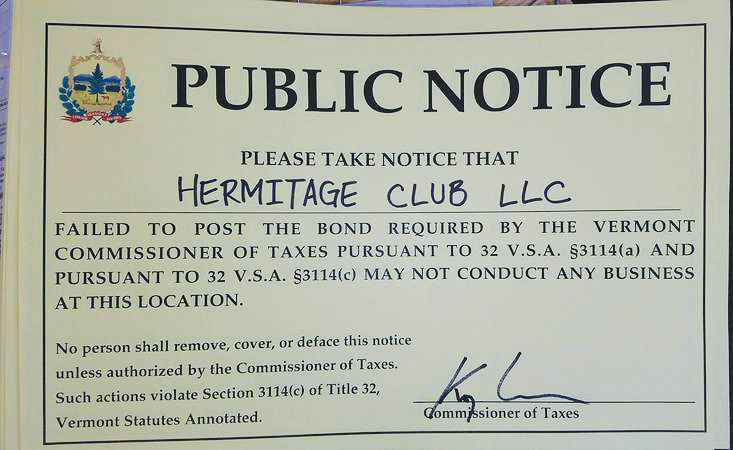 PUBLIC NOTICE
PLEASE TAKE NOTICE THAT
HERMITAGE CLUB LLC
FAILED TO POST THE BOND REQUIRED BY THE VERMONT
COMMISSIONER OF TAXES PURSUANT TO 32 V.S.A. §3114(a) AND
PURSUANT TO 32 V.S.A. §3114(c) MAY NOT CONDUCT ANY BUSINESS
AT THIS LOCATION.
No person shall remove, cover, or deface this notice
unless authorized by the Commissioner of Taxes.
Such actions violate Section 3114(c) of Title 32,
Vermont Statutes Annotated.
Commissioner of Taxes